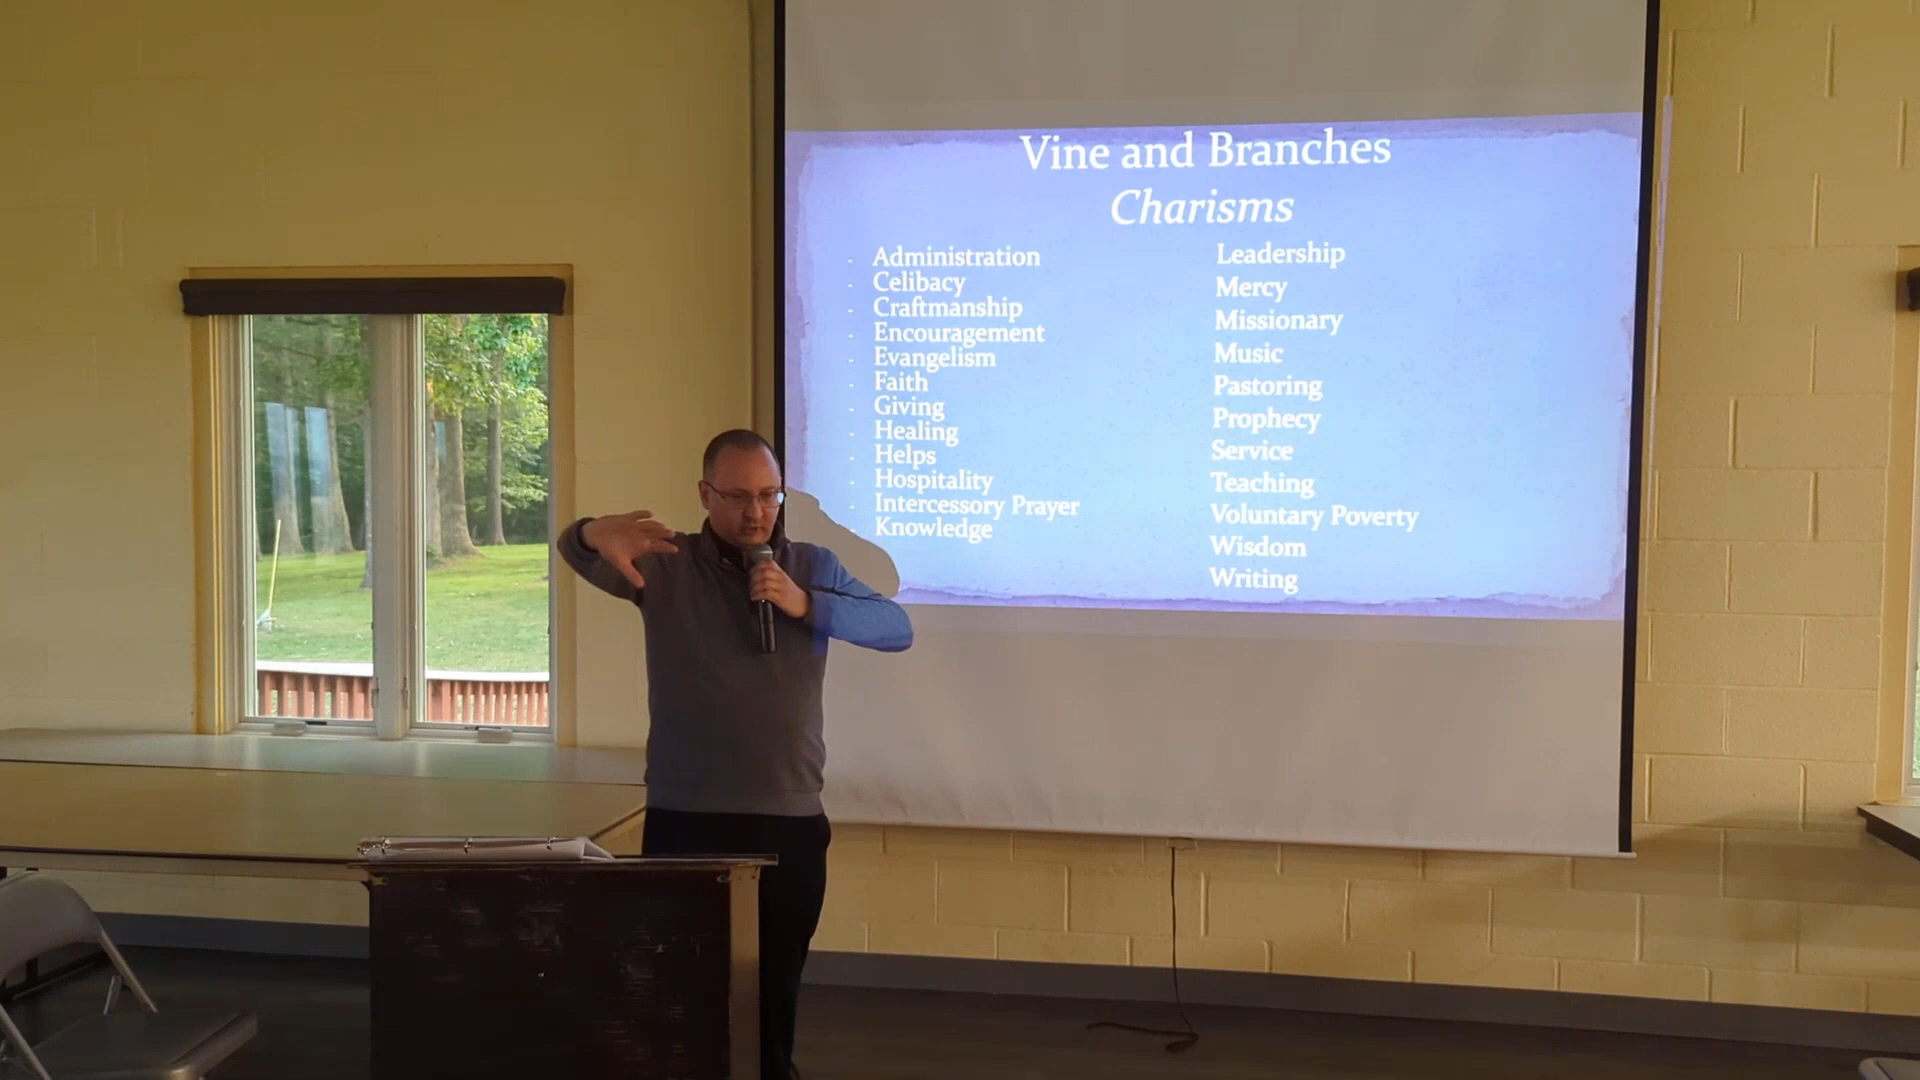 Vine and Branches
Charisms
Administration
Celibacy
Craftmanship
Encouragement
Evangelism
Faith
Giving
Healing
Helps
Hospitality
Intercessory Prayer
Knowledge
Leadership
Mercy
Missionary
Music
Pastoring
Prophecy
Service
Teaching
Voluntary Poverty
Wisdom
Writing